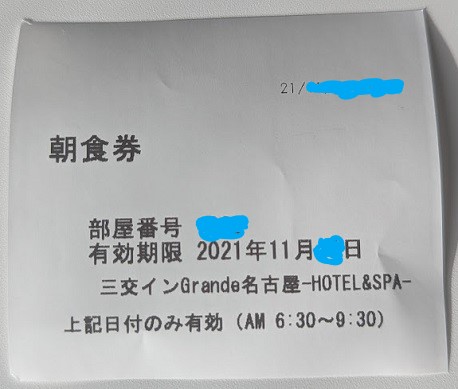 21/
朝食券
部屋番号
有効期限 2021年11月 日
三交インGrande名古屋-HOTEL&SPA-
上記日付のみ有効（AM 6:30～9:30）